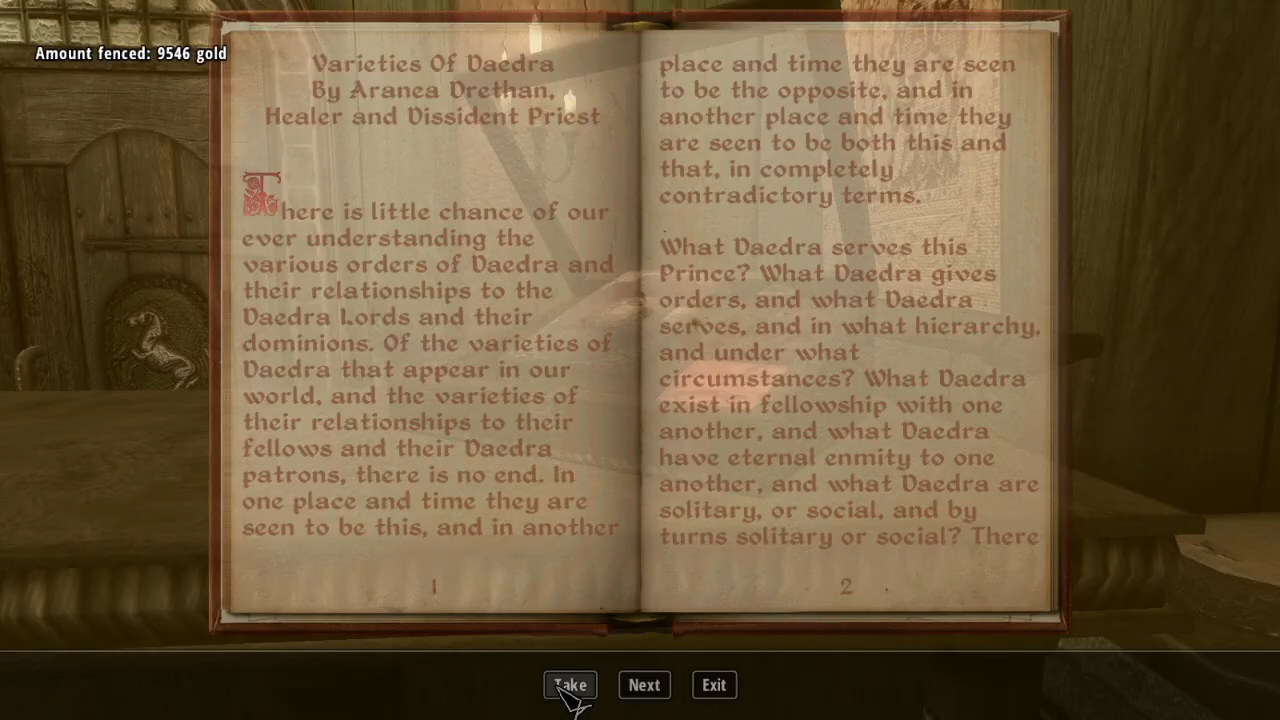 Amount fenced: 9546 gold
Varieties Of Daedra
By Aranea Drethan,
Healer and Dissident Priest
There is little chance of our
ever understanding the
various orders of Daedra and
their relationships to the
Daedra Lords and their
dominions. Of the varieties of
Daedra that appear in our
world, and the varieties of
their relationships to their
fellows and their Daedra
patrons, there is no end. In
one place and time they are
seen to be this, and in another
1
place and time they are seen
to be the opposite, and in
another place and time they
are seen to be both this and
that, in completely
contradictory terms.
What Daedra serves this
Prince? What Daedra gives
orders, and what Daedra
serves, and in what hierarchy,
and under what
circumstances? What Daedra
exist in fellowship with one
another, and what Daedra
have eternal enmity to one
another, and what Daedra are
solitary, or social, and by
turns solitary or social? There
2
Take
Next
Exit